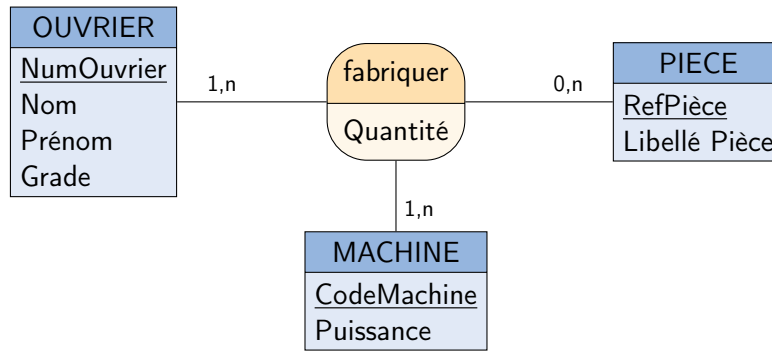 OUVRIER
NumOuvrier
Nom
Prénom
Grade
1,n
fabriquer
Quantité
0,n
PIECE
RefPièce
Libellé Pièce
1,n
MACHINE
CodeMachine
Puissance